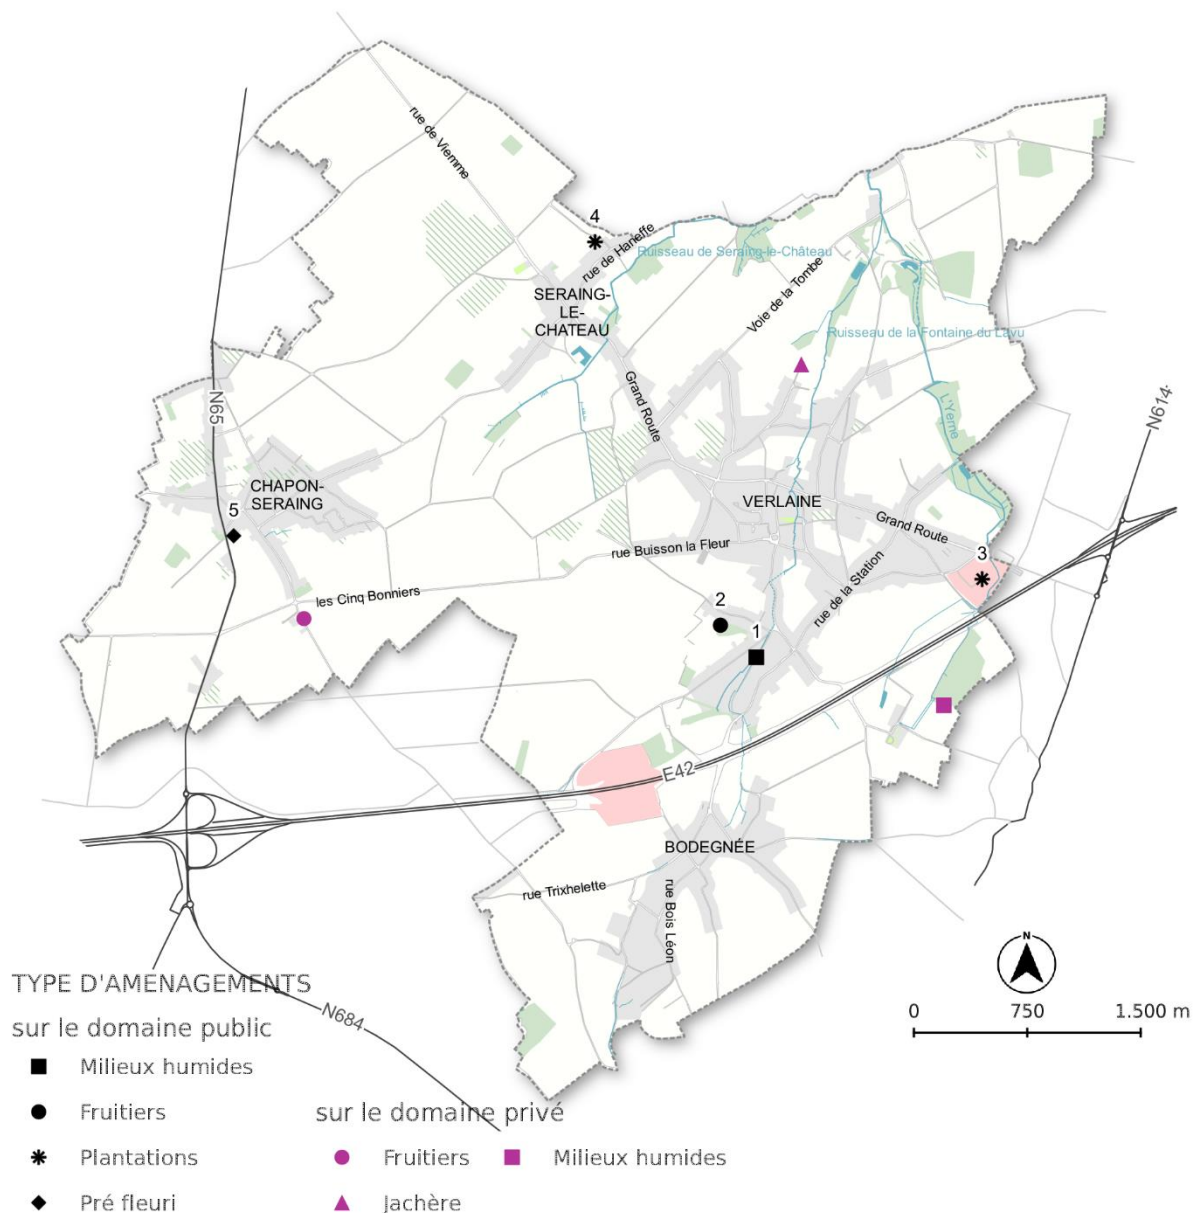 rue de Viemme
4
rue de Haneffe
Ruisseau de Seraing-le-Château
Voie de la Tombe
SERAING-
LE-
CHATEAU
Ruisseau de la Fontaine du Lavu
Grand Route
N65
L'Yerne
N614
CHAPON-
SERAING
VERLAINE
5
Grand Route
rue Buisson la Fleur
3
rue de la Station
les Cinq Bonniers
2
1
E42
BODEGNÉE
rue Trixhelette
rue Bois Léon
N
TYPE D'AMENAGEMENTS
0 750 1.500 m
N684
sur le domaine public
Milieux humides
Fruitiers
Plantations
Pré fleuri
sur le domaine privé
Fruitiers
Milieux humides
Jachère